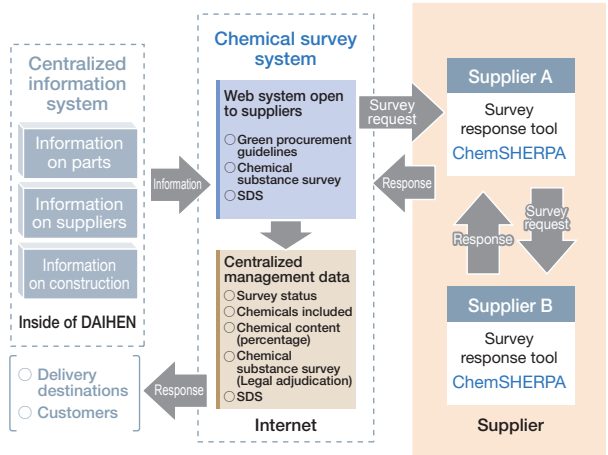 Centralized
information
system
Information
on parts
Information
on suppliers
Information
on construction
Inside of DAIHEN
○ Delivery
destinations
○ Customers
Information
Chemical survey
system
Web system open
to suppliers
○ Green procurement
guidelines
○ Chemical
substance survey
○ SDS
Centralized
management data
○ Survey status
○ Chemicals included
○ Chemical content
(percentage)
○ Chemical
substance survey
(Legal adjudication)
○ SDS
Response
Internet
Survey
request
Response
Supplier A
Survey
response tool
ChemSHERPA
Response
Survey
request
Supplier B
Survey
response tool
ChemSHERPA
Supplier